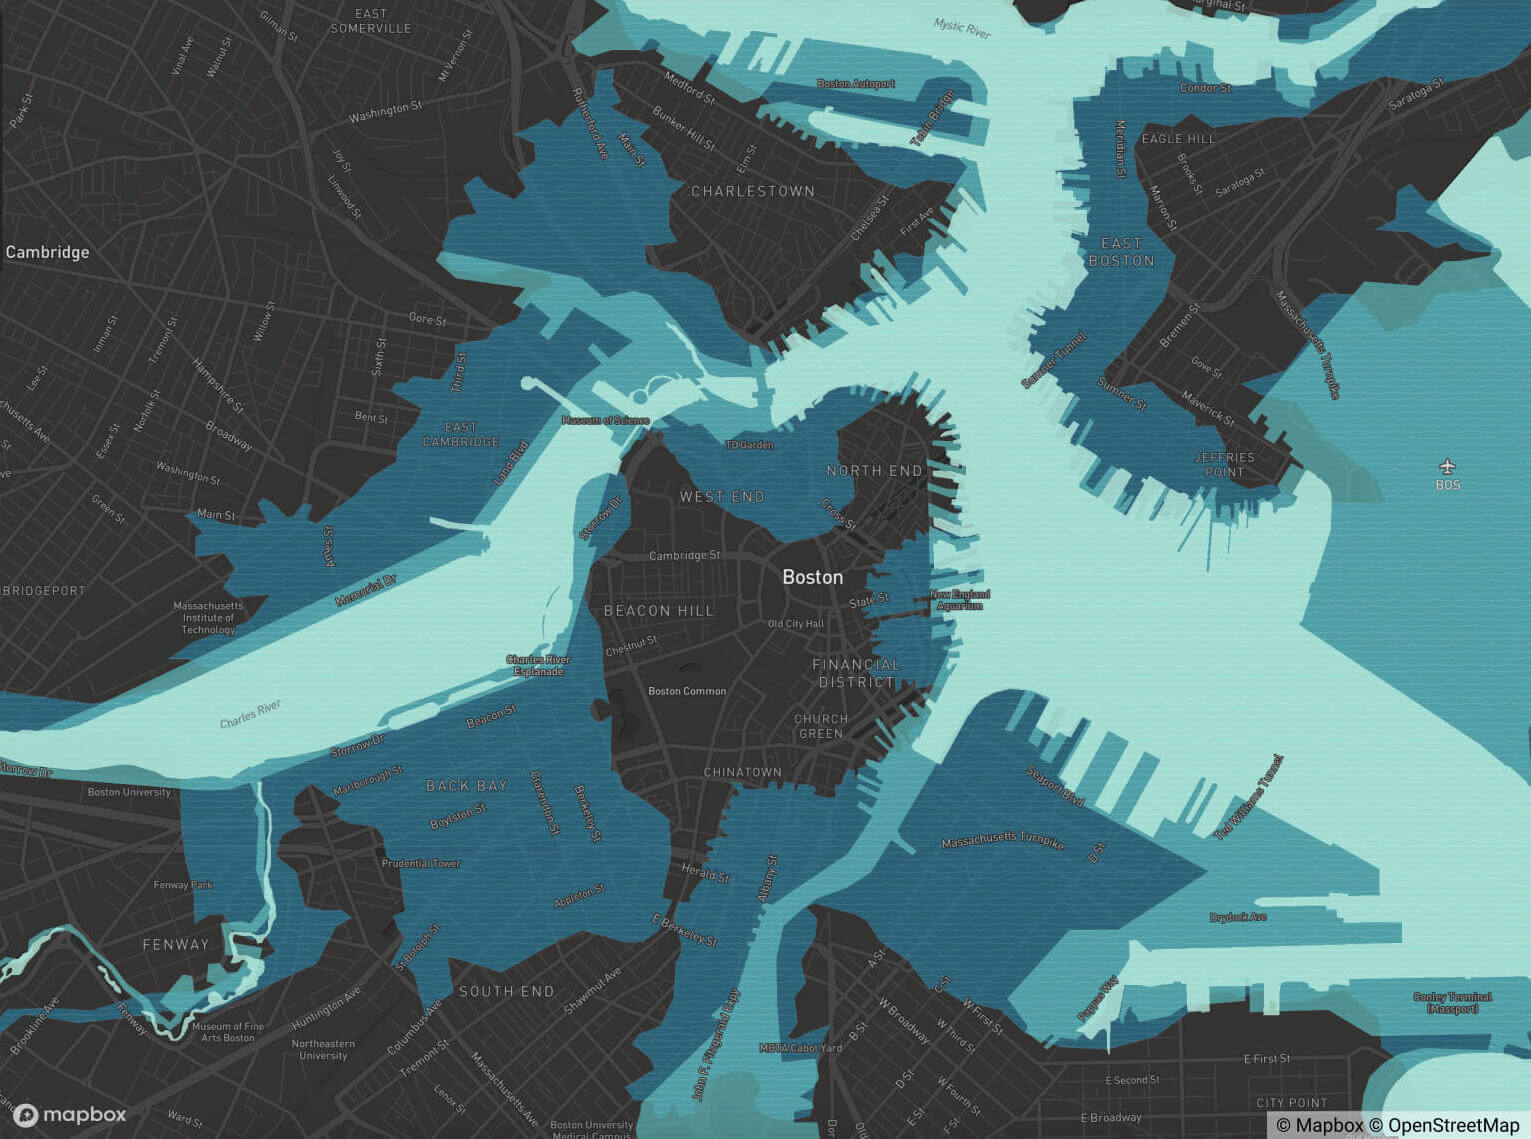 EAST
SOMERVILLE
Gilman St
Vinal Ave
Walnut St
Mt Vernon St
Park St
Washington St
Joy St
Linwood St
Rutherford Ave
Main St
Medford St
Bunker Hill St
Elm St
CHARLESTOWN
Chelsea St
First Ave
Mystic River
Boston Autoport
Tobin Bridge
Condor St
Saratoga St
EAGLE HILL
Meridian St
Brooks St
Saratoga St
Marion St
EAST
BOSTON
Cambridge
Massachusetts Turnpike
Bremen St
Gove St
Sumner Tunnel
Sumner St
Maverick St
JEFFRIES
POINT
BOS
Gore St
Willow St
Inman St
Tremont St
Sixth St
Third St
Lee St
Hampshire St
Norfolk St
Essex St
Broadway
Bent St
EAST
CAMBRIDGE
Land Blvd
Museum of Science
TD Garden
NORTH END
WEST END
Cross St
Storrow Dr
Washington St
Green St
Main St
Ames St
Cambridge St
Boston
Memorial Dr
BRIDGEPORT
Massachusetts
Institute of
Technology
BEACON HILL
State St
New England
Aquarium
Old City Hall
Chestnut St
Charles River
Esplanade
FINANCIAL
DISTRICT
Boston Common
Charles River
Beacon St
CHURCH
GREEN
Storrow Dr
Storrow Dr
Marlborough St
CHINATOWN
Boston University
BACK BAY
Clarendon St
Berkeley St
Boylston St
Seaport Blvd
Ted Williams Tunnel
Massachusetts Turnpike
D St
Prudential Tower
Herald St
Albany St
Fenway Park
Appleton St
E Berkeley St
Drydock Ave
FENWAY
St Botolph St
A St
C St
W First St
Pappas Way
SOUTH END
Shawmut Ave
Huntington Ave
Columbus Ave
Conley Terminal
(Massport)
Brookline Ave
Fenway
Museum of Fine
Arts Boston
Northeastern
University
Tremont St
John F. Fitzgerald Expy
MBTA Cabot Yard
B St
W Broadway
W Third St
E First St
D St
W Fourth St
E Second St
Massachusetts Ave
Lenox St
Ward St
E St
F St
E Broadway
CITY POINT
Boston University
Medical Campus
mapbox
© Mapbox © OpenStreetMap